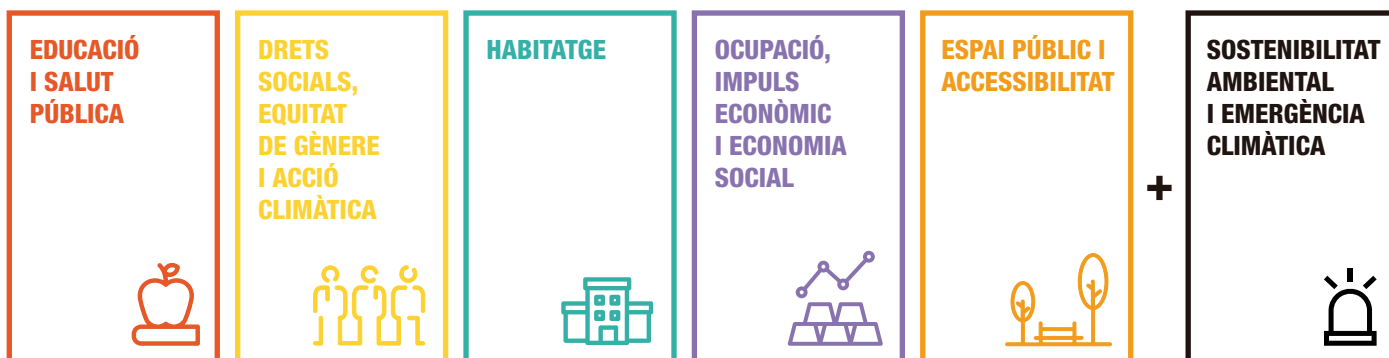 EDUCACIÓ
I SALUT
PÚBLICA
DRETS
SOCIALS,
EQUITAT
DE GÈNERE
I ACCIÓ
CLIMÀTICA
HABITATGE
OCUPACIÓ,
IMPULS
ECONÒMIC
I ECONOMIA
SOCIAL
ESPAI PÚBLIC I
ACCESSIBILITAT
+
SOSTENIBILITAT
AMBIENTAL
I EMERGÈNCIA
CLIMÀTICA